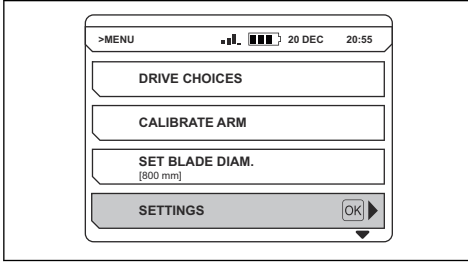 >MENU 20 DEC 20:55
DRIVE CHOICES
CALIBRATE ARM
SET BLADE DIAM.
[800 mm]
SETTINGS OK